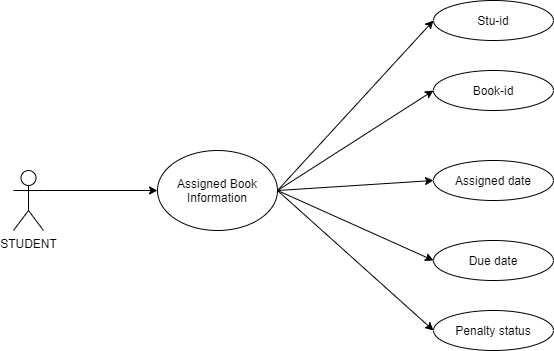 Stu-id
Book-id
Assigned Book
Information
Assigned date
STUDENT
Due date
Penalty status